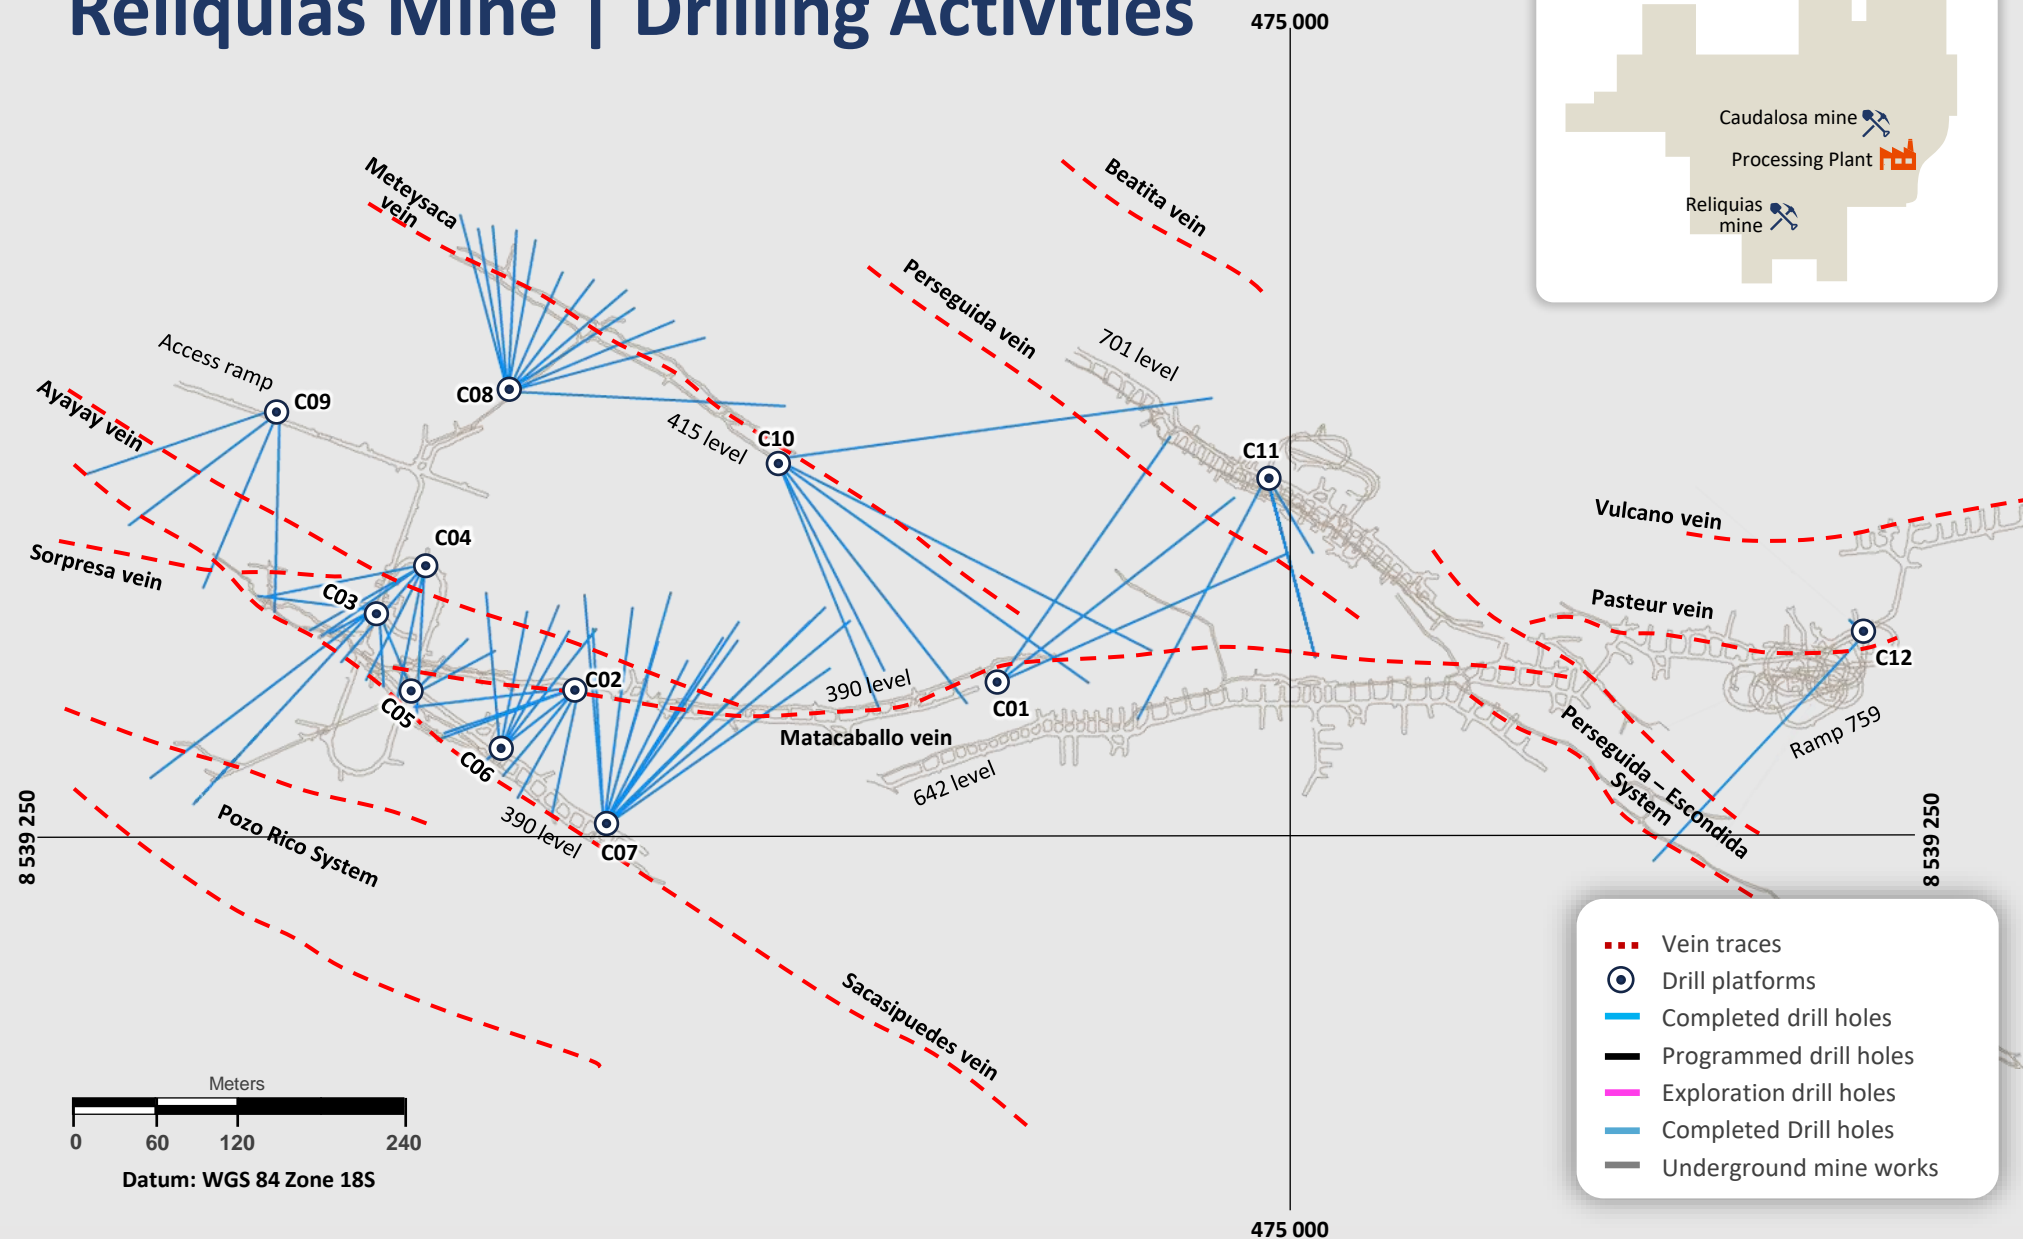 Reliquias Mine | Drilling Activities
475 000
Caudalosa mine
Processing Plant
Reliquias
mine
Meteysaca
vein
Beatita vein
Perseguida vein
701 level
Access ramp
C09
C08
Ayayay vein
415 level
C10
C11
Vulcano vein
C04
Sorpresa vein
C03
Pasteur vein
C12
C02
390 level
C05
C01
Matacaballo vein
Ramp 759
C06
642 level
Perseguida – Escondida
System
390 level
C07
Pozo Rico System
8 539 250
8 539 250
Sacasipuedes vein
Vein traces
Drill platforms
Completed drill holes
Programmed drill holes
Exploration drill holes
Completed Drill holes
Underground mine works
Meters
0 60 120 240
Datum: WGS 84 Zone 18S
475 000